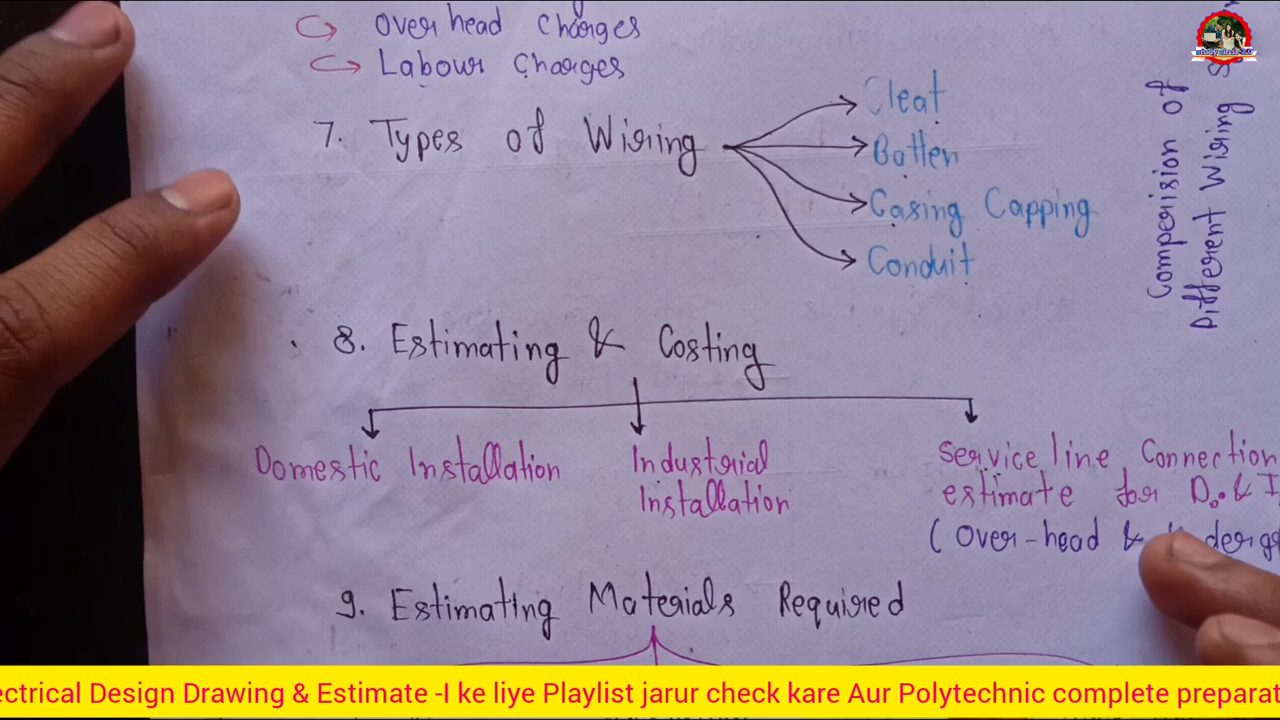 Over head Charges
Labour Charges
7. Types of Wiring
Cleat
Batten
Casing Capping
Conduit
Comperision of
Different Wiring
8. Estimating & Costing
Domestic Installation
Industrial
Installation
Service line Connection
estimate for D. & I
(Over-head &
9. Estimating Materials Required
ectrical Design Drawing & Estimate -I ke liye Playlist jarur check kare Aur Polytechnic complete preparat